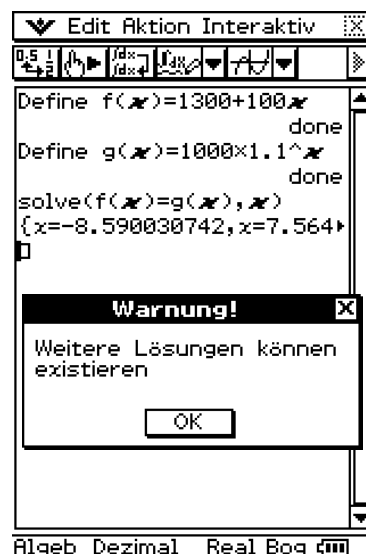 Edit Aktion Interaktiv
Define f(x)=1300+100x
done
Define g(x)=1000×1.1^x
done
solve(f(x)=g(x),x)
{x=-8.590030742,x=7.564
Warnung!
Weitere Lösungen können
existieren
OK
Algeb Dezimal Real Bog